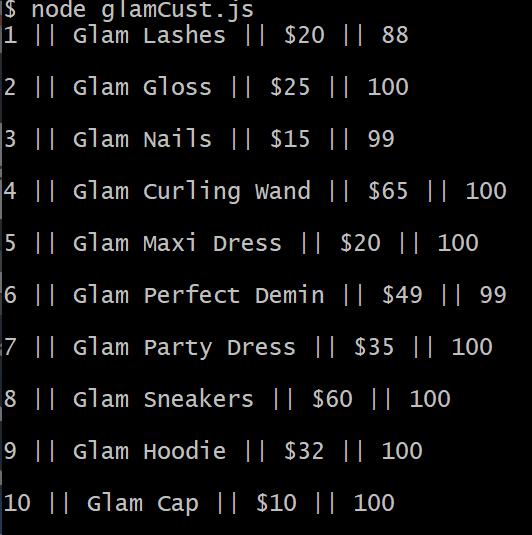 $ node glamCust.js
1 || Glam Lashes || $20 || 88
2 || Glam Gloss || $25 || 100
3 || Glam Nails || $15 || 99
4 || Glam Curling Wand || $65 || 100
5 || Glam Maxi Dress || $20 || 100
6 || Glam Perfect Demin || $49 || 99
7 || Glam Party Dress || $35 || 100
8 || Glam Sneakers || $60 || 100
9 || Glam Hoodie || $32 || 100
10 || Glam Cap || $10 || 100